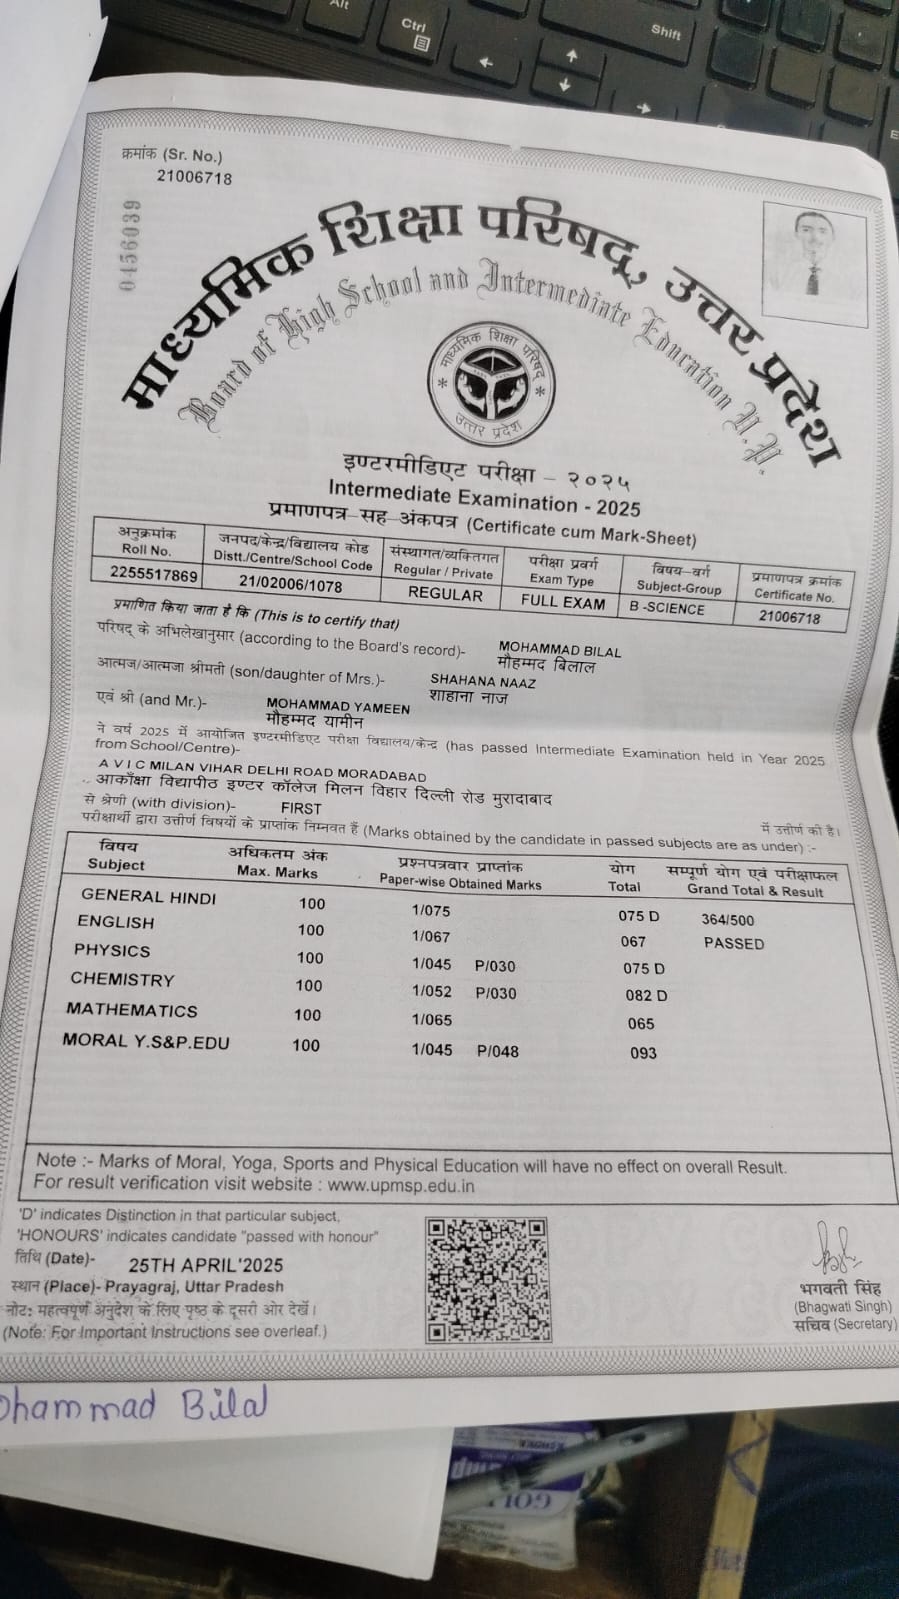 Alt
Ctrl
Shift
क्रमांक (Sr. No.)
21006718
0456039
माध्यमिक शिक्षा परिषद्, उत्तर प्रदेश
Board of High School and Intermediate Education U.P.
माध्यमिक शिक्षा परिषद
उत्तर प्रदेश
इण्टरमीडिएट परीक्षा – २०२५
Intermediate Examination - 2025
प्रमाणपत्र–सह–अंकपत्र (Certificate cum Mark-Sheet)
अनुक्रमांक जनपद/केन्द्र/विद्यालय कोड संस्थागत/व्यक्तिगत परीक्षा प्रवर्ग विषय–वर्ग प्रमाणपत्र क्रमांक
Roll No. Distt./Centre/School Code Regular / Private Exam Type Subject-Group Certificate No.
2255517869 21/02006/1078 REGULAR FULL EXAM B -SCIENCE 21006718
प्रमाणित किया जाता है कि (This is to certify that)
परिषद् के अभिलेखानुसार (according to the Board's record)- MOHAMMAD BILAL
मौहम्मद बिलाल
आत्मज/आत्मजा श्रीमती (son/daughter of Mrs.)- SHAHANA NAAZ
शाहाना नाज
एवं श्री (and Mr.)- MOHAMMAD YAMEEN
मौहम्मद यामीन
ने वर्ष 2025 में आयोजित इण्टरमीडिएट परीक्षा विद्यालय/केन्द्र (has passed Intermediate Examination held in Year 2025
from School/Centre)-
A V I C MILAN VIHAR DELHI ROAD MORADABAD
आकाँक्षा विद्यापीठ इण्टर कॉलेज मिलन विहार दिल्ली रोड मुरादाबाद
से श्रेणी (with division)- FIRST में उत्तीर्ण की है।
परीक्षार्थी द्वारा उत्तीर्ण विषयों के प्राप्तांक निम्नवत हैं (Marks obtained by the candidate in passed subjects are as under) :-
विषय अधिकतम अंक प्रश्नपत्रवार प्राप्तांक योग सम्पूर्ण योग एवं परीक्षाफल
Subject Max. Marks Paper-wise Obtained Marks Total Grand Total & Result
GENERAL HINDI 100 1/075 075 D 364/500
ENGLISH 100 1/067 067 PASSED
PHYSICS 100 1/045 P/030 075 D
CHEMISTRY 100 1/052 P/030 082 D
MATHEMATICS 100 1/065 065
MORAL Y.S&P.EDU 100 1/045 P/048 093
Note :- Marks of Moral, Yoga, Sports and Physical Education will have no effect on overall Result.
For result verification visit website : www.upmsp.edu.in
'D' indicates Distinction in that particular subject,
'HONOURS' indicates candidate "passed with honour"
तिथि (Date)- 25TH APRIL'2025
स्थान (Place)- Prayagraj, Uttar Pradesh
नोट: महत्वपूर्ण अनुदेश के लिए पृष्ठ के दूसरी ओर देखें।
(Note: For Important Instructions see overleaf.)
भगवती सिंह
(Bhagwati Singh)
सचिव (Secretary)
ohammad Bilal